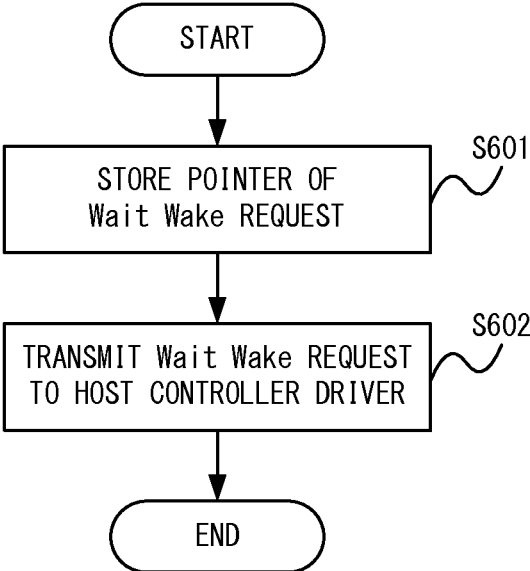 START
S601
STORE POINTER OF
Wait Wake REQUEST
S602
TRANSMIT Wait Wake REQUEST
TO HOST CONTROLLER DRIVER
END